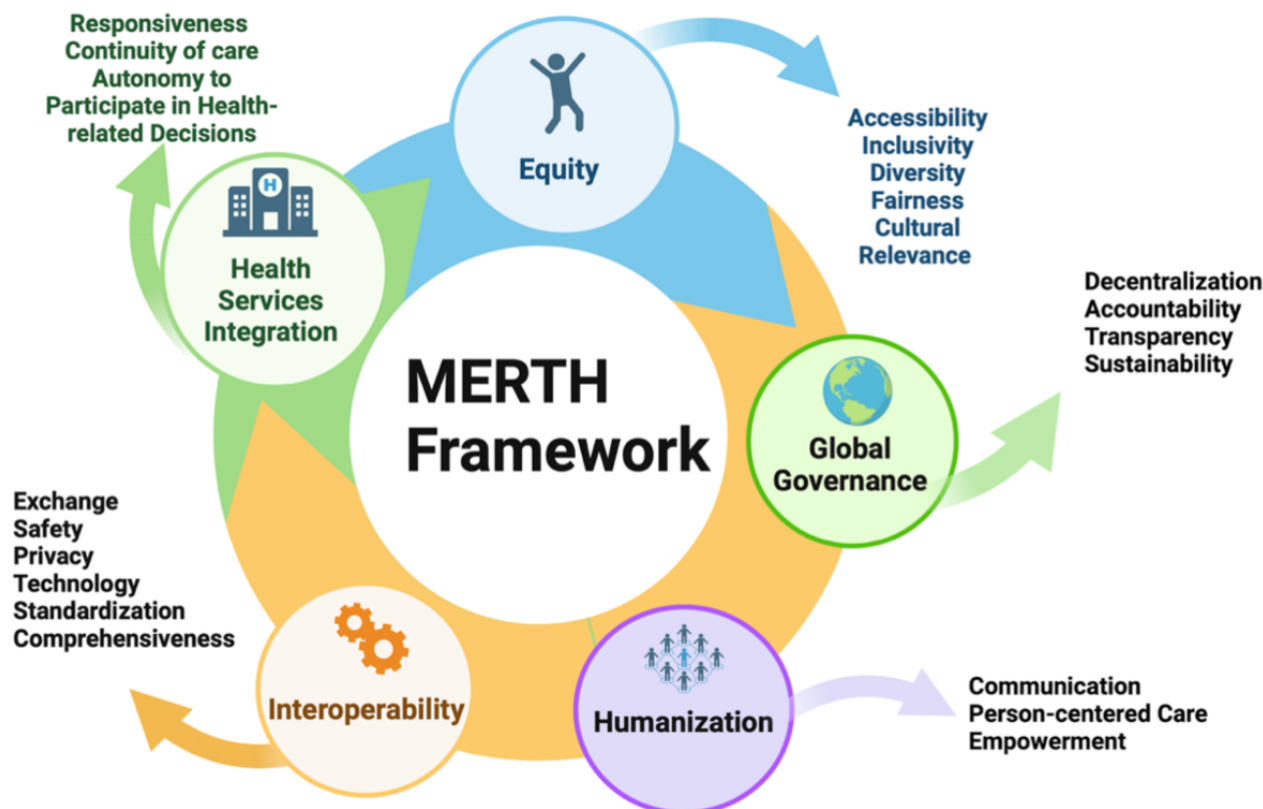 Responsiveness
Continuity of care
Autonomy to
Participate in Health-
related Decisions
H
Health
Services
Integration
Equity
Accessibility
Inclusivity
Diversity
Fairness
Cultural
Relevance
MERTH
Framework
Global
Governance
Decentralization
Accountability
Transparency
Sustainability
Exchange
Safety
Privacy
Technology
Standardization
Comprehensiveness
Interoperability
Humanization
Communication
Person-centered Care
Empowerment